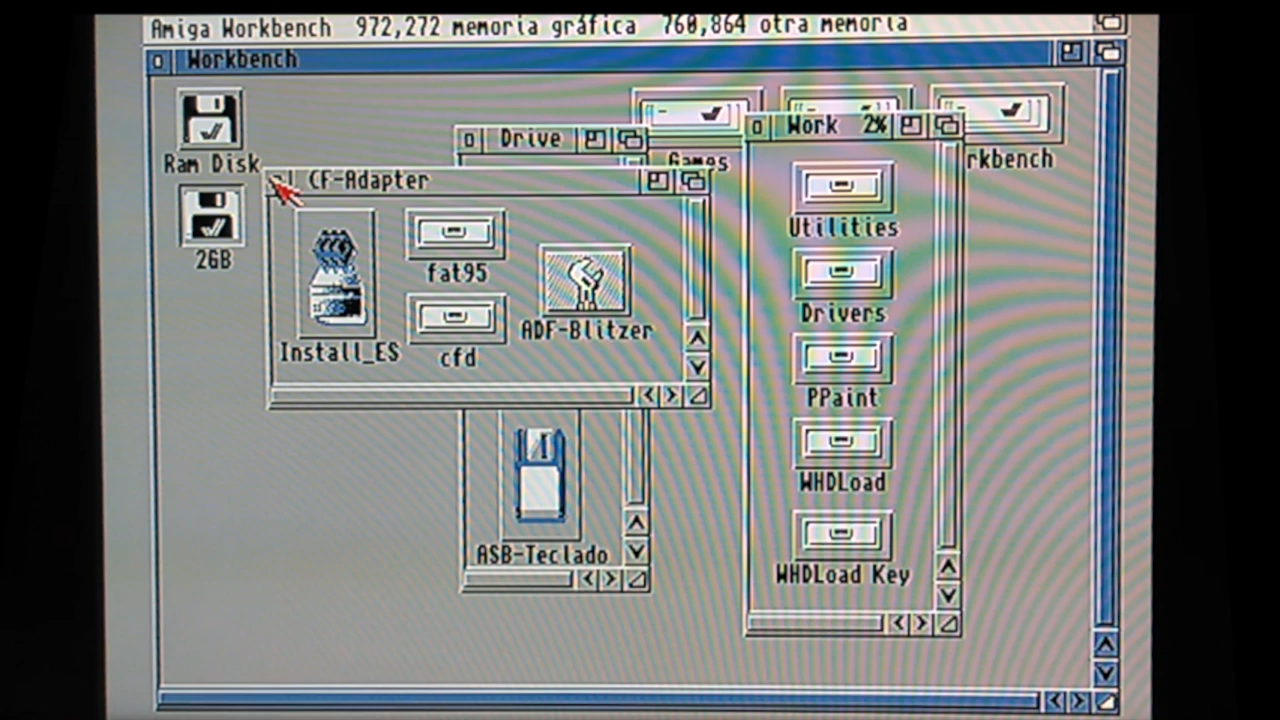 Amiga Workbench 972,272 memoria gráfica 760,864 otra memoria
Workbench
Ram Disk
2GB
Drive
CF-Adapter
Install_ES
fat95
cfd
ADF-Blitzer
ASB-Teclado
Games
Work 2%
rkbench
Utilities
Drivers
PPaint
WHDLoad
WHDLoad Key